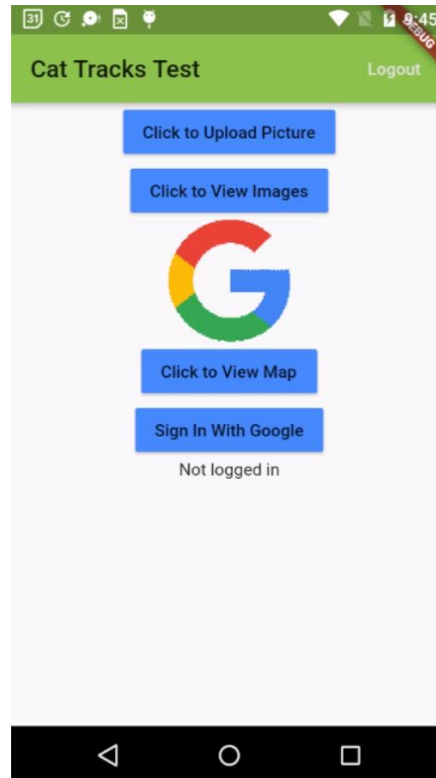 31 9:45
DEBUG
Cat Tracks Test Logout
Click to Upload Picture
Click to View Images
G
Click to View Map
Sign In With Google
Not logged in